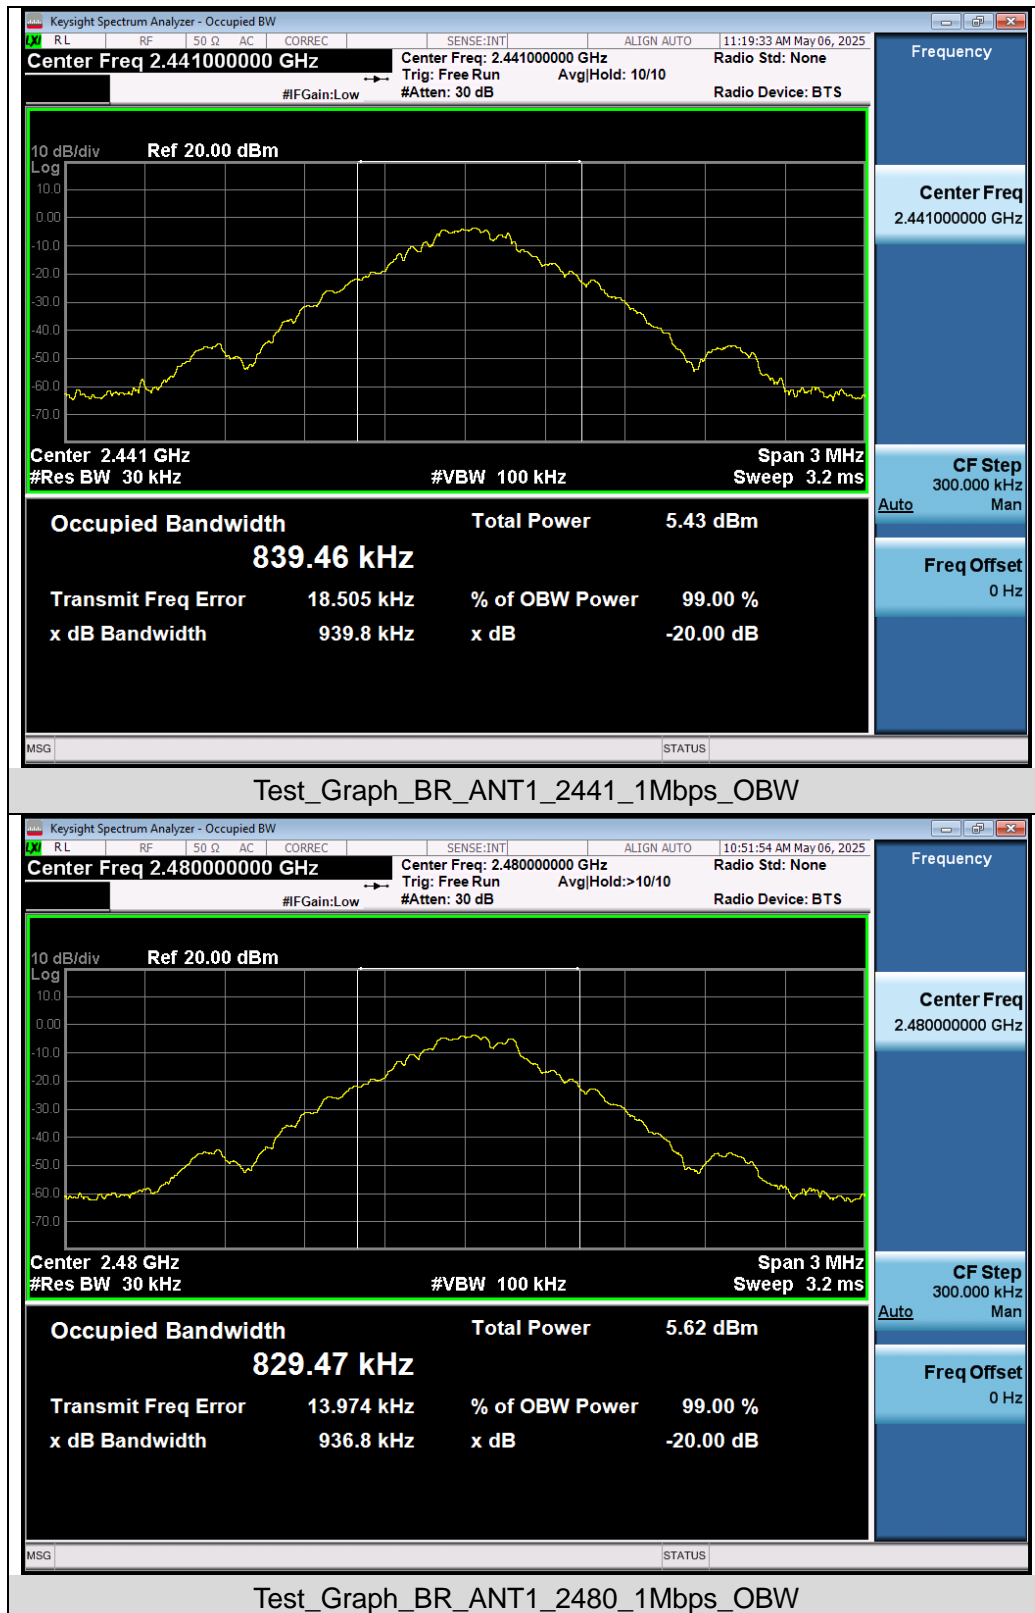 Keysight Spectrum Analyzer - Occupied BW
LXI RL RF 50 Ω AC CORREC SENSE:INT ALIGN AUTO 11:19:33 AM May 06, 2025
Center Freq 2.441000000 GHz
Center Freq: 2.441000000 GHz
Radio Std: None
Trig: Free Run Avg|Hold: 10/10
#IFGain:Low
#Atten: 30 dB
Radio Device: BTS
Frequency
10 dB/div Ref 20.00 dBm
Log
10.0
0.00
-10.0
-20.0
-30.0
-40.0
-50.0
-60.0
-70.0
Center 2.441 GHz Span 3 MHz
#Res BW 30 kHz #VBW 100 kHz Sweep 3.2 ms
Center Freq
2.441000000 GHz
CF Step
300.000 kHz
Auto Man
Freq Offset
0 Hz
Occupied Bandwidth Total Power 5.43 dBm
839.46 kHz
Transmit Freq Error 18.505 kHz % of OBW Power 99.00 %
x dB Bandwidth 939.8 kHz x dB -20.00 dB
MSG STATUS
Test_Graph_BR_ANT1_2441_1Mbps_OBW
Keysight Spectrum Analyzer - Occupied BW
LXI RL RF 50 Ω AC CORREC SENSE:INT ALIGN AUTO 10:51:54 AM May 06, 2025
Center Freq 2.480000000 GHz
Center Freq: 2.480000000 GHz
Radio Std: None
Trig: Free Run Avg|Hold:>10/10
#IFGain:Low
#Atten: 30 dB
Radio Device: BTS
Frequency
10 dB/div Ref 20.00 dBm
Log
10.0
0.00
-10.0
-20.0
-30.0
-40.0
-50.0
-60.0
-70.0
Center 2.48 GHz Span 3 MHz
#Res BW 30 kHz #VBW 100 kHz Sweep 3.2 ms
Center Freq
2.480000000 GHz
CF Step
300.000 kHz
Auto Man
Freq Offset
0 Hz
Occupied Bandwidth Total Power 5.62 dBm
829.47 kHz
Transmit Freq Error 13.974 kHz % of OBW Power 99.00 %
x dB Bandwidth 936.8 kHz x dB -20.00 dB
MSG STATUS
Test_Graph_BR_ANT1_2480_1Mbps_OBW